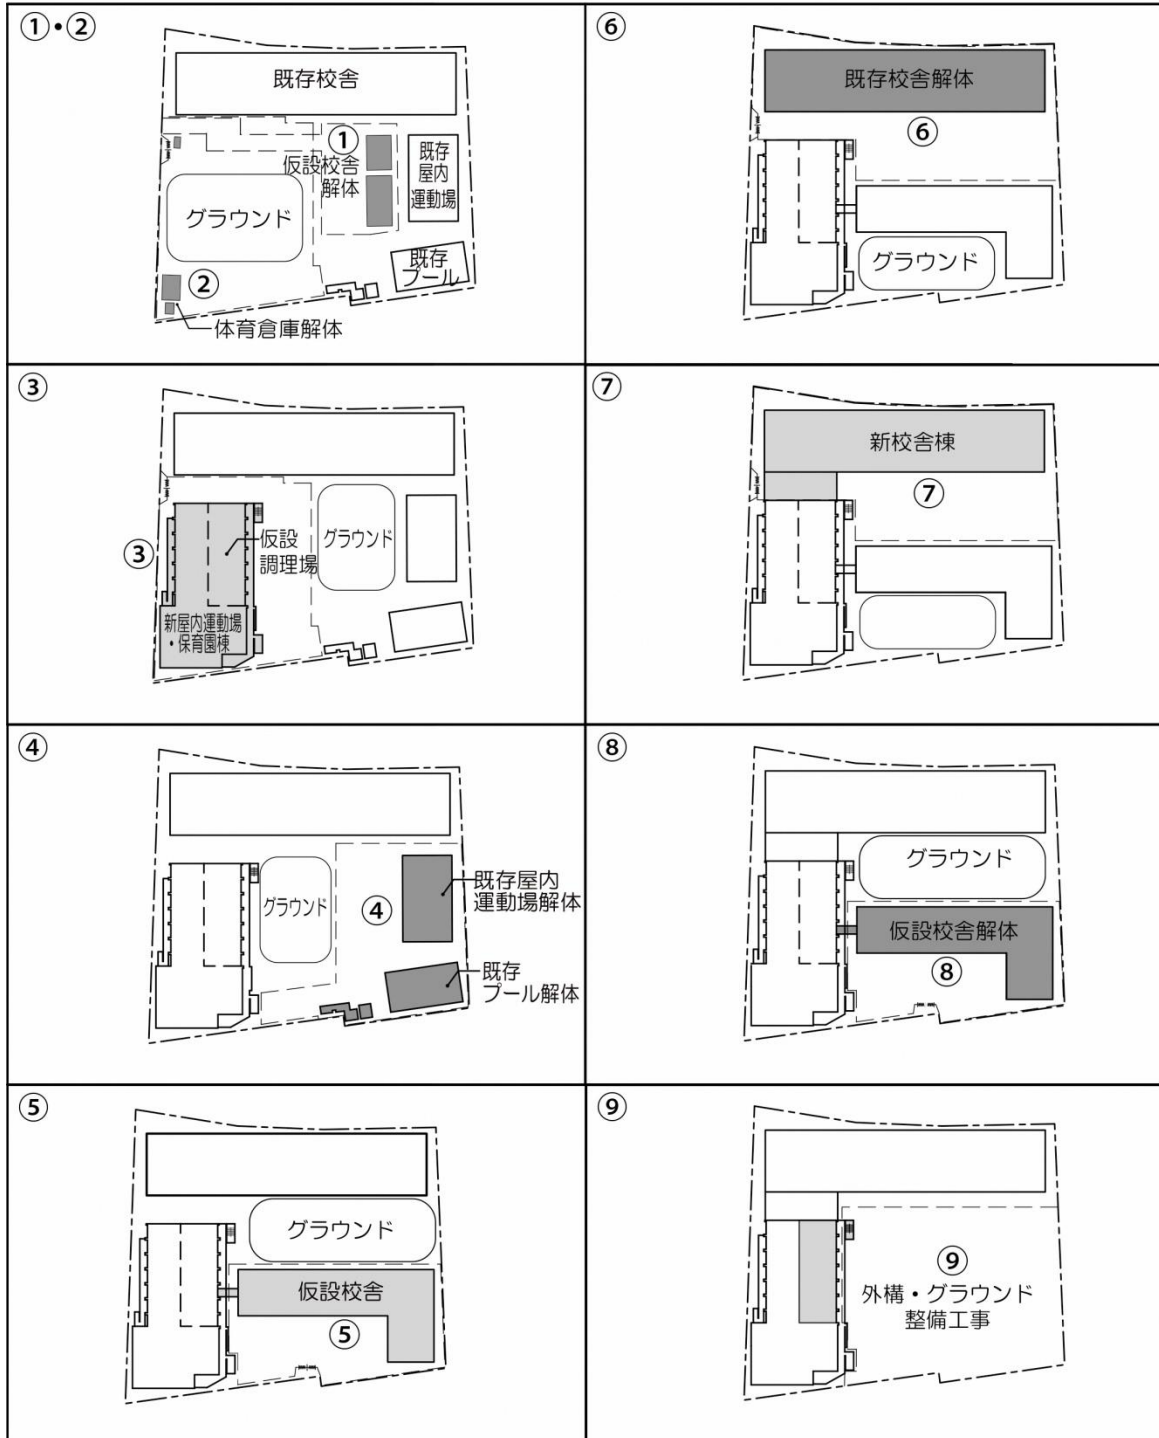 ①・②
既存校舎
①
仮設校舎
解体
既存
屋内
運動場
グラウンド
既存
プール
②
体育倉庫解体
③
③
仮設
調理場
グラウンド
新屋内運動場
・保育園棟
④
グラウンド
④
既存屋内
運動場解体
既存
プール解体
⑤
グラウンド
仮設校舎
⑤
⑥
既存校舎解体
⑥
グラウンド
⑦
新校舎棟
⑦
⑧
グラウンド
仮設校舎解体
⑧
⑨
⑨
外構・グラウンド
整備工事